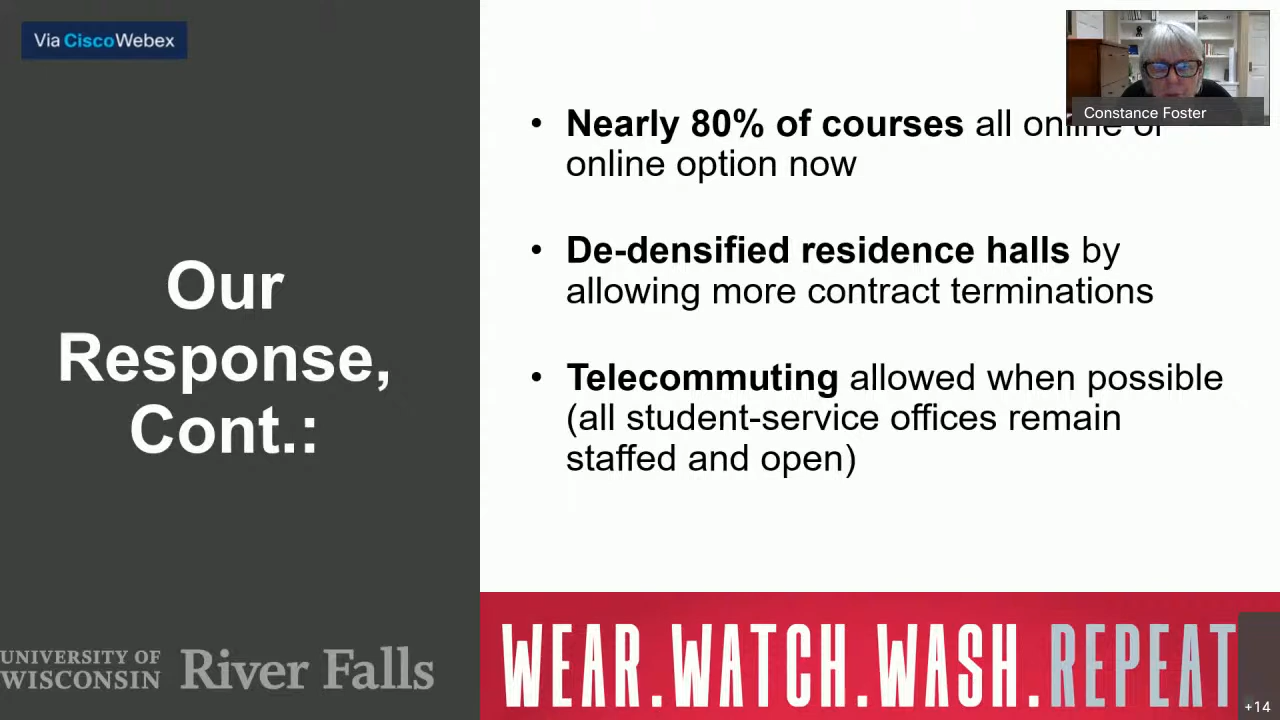 Via CiscoWebex
Constance Foster
Our
Response,
Cont.:
• Nearly 80% of courses all online or
online option now
• De-densified residence halls by
allowing more contract terminations
• Telecommuting allowed when possible
(all student-service offices remain
staffed and open)
UNIVERSITY OF
WISCONSIN
River Falls
WEAR.WATCH.WASH.REPEAT
+14